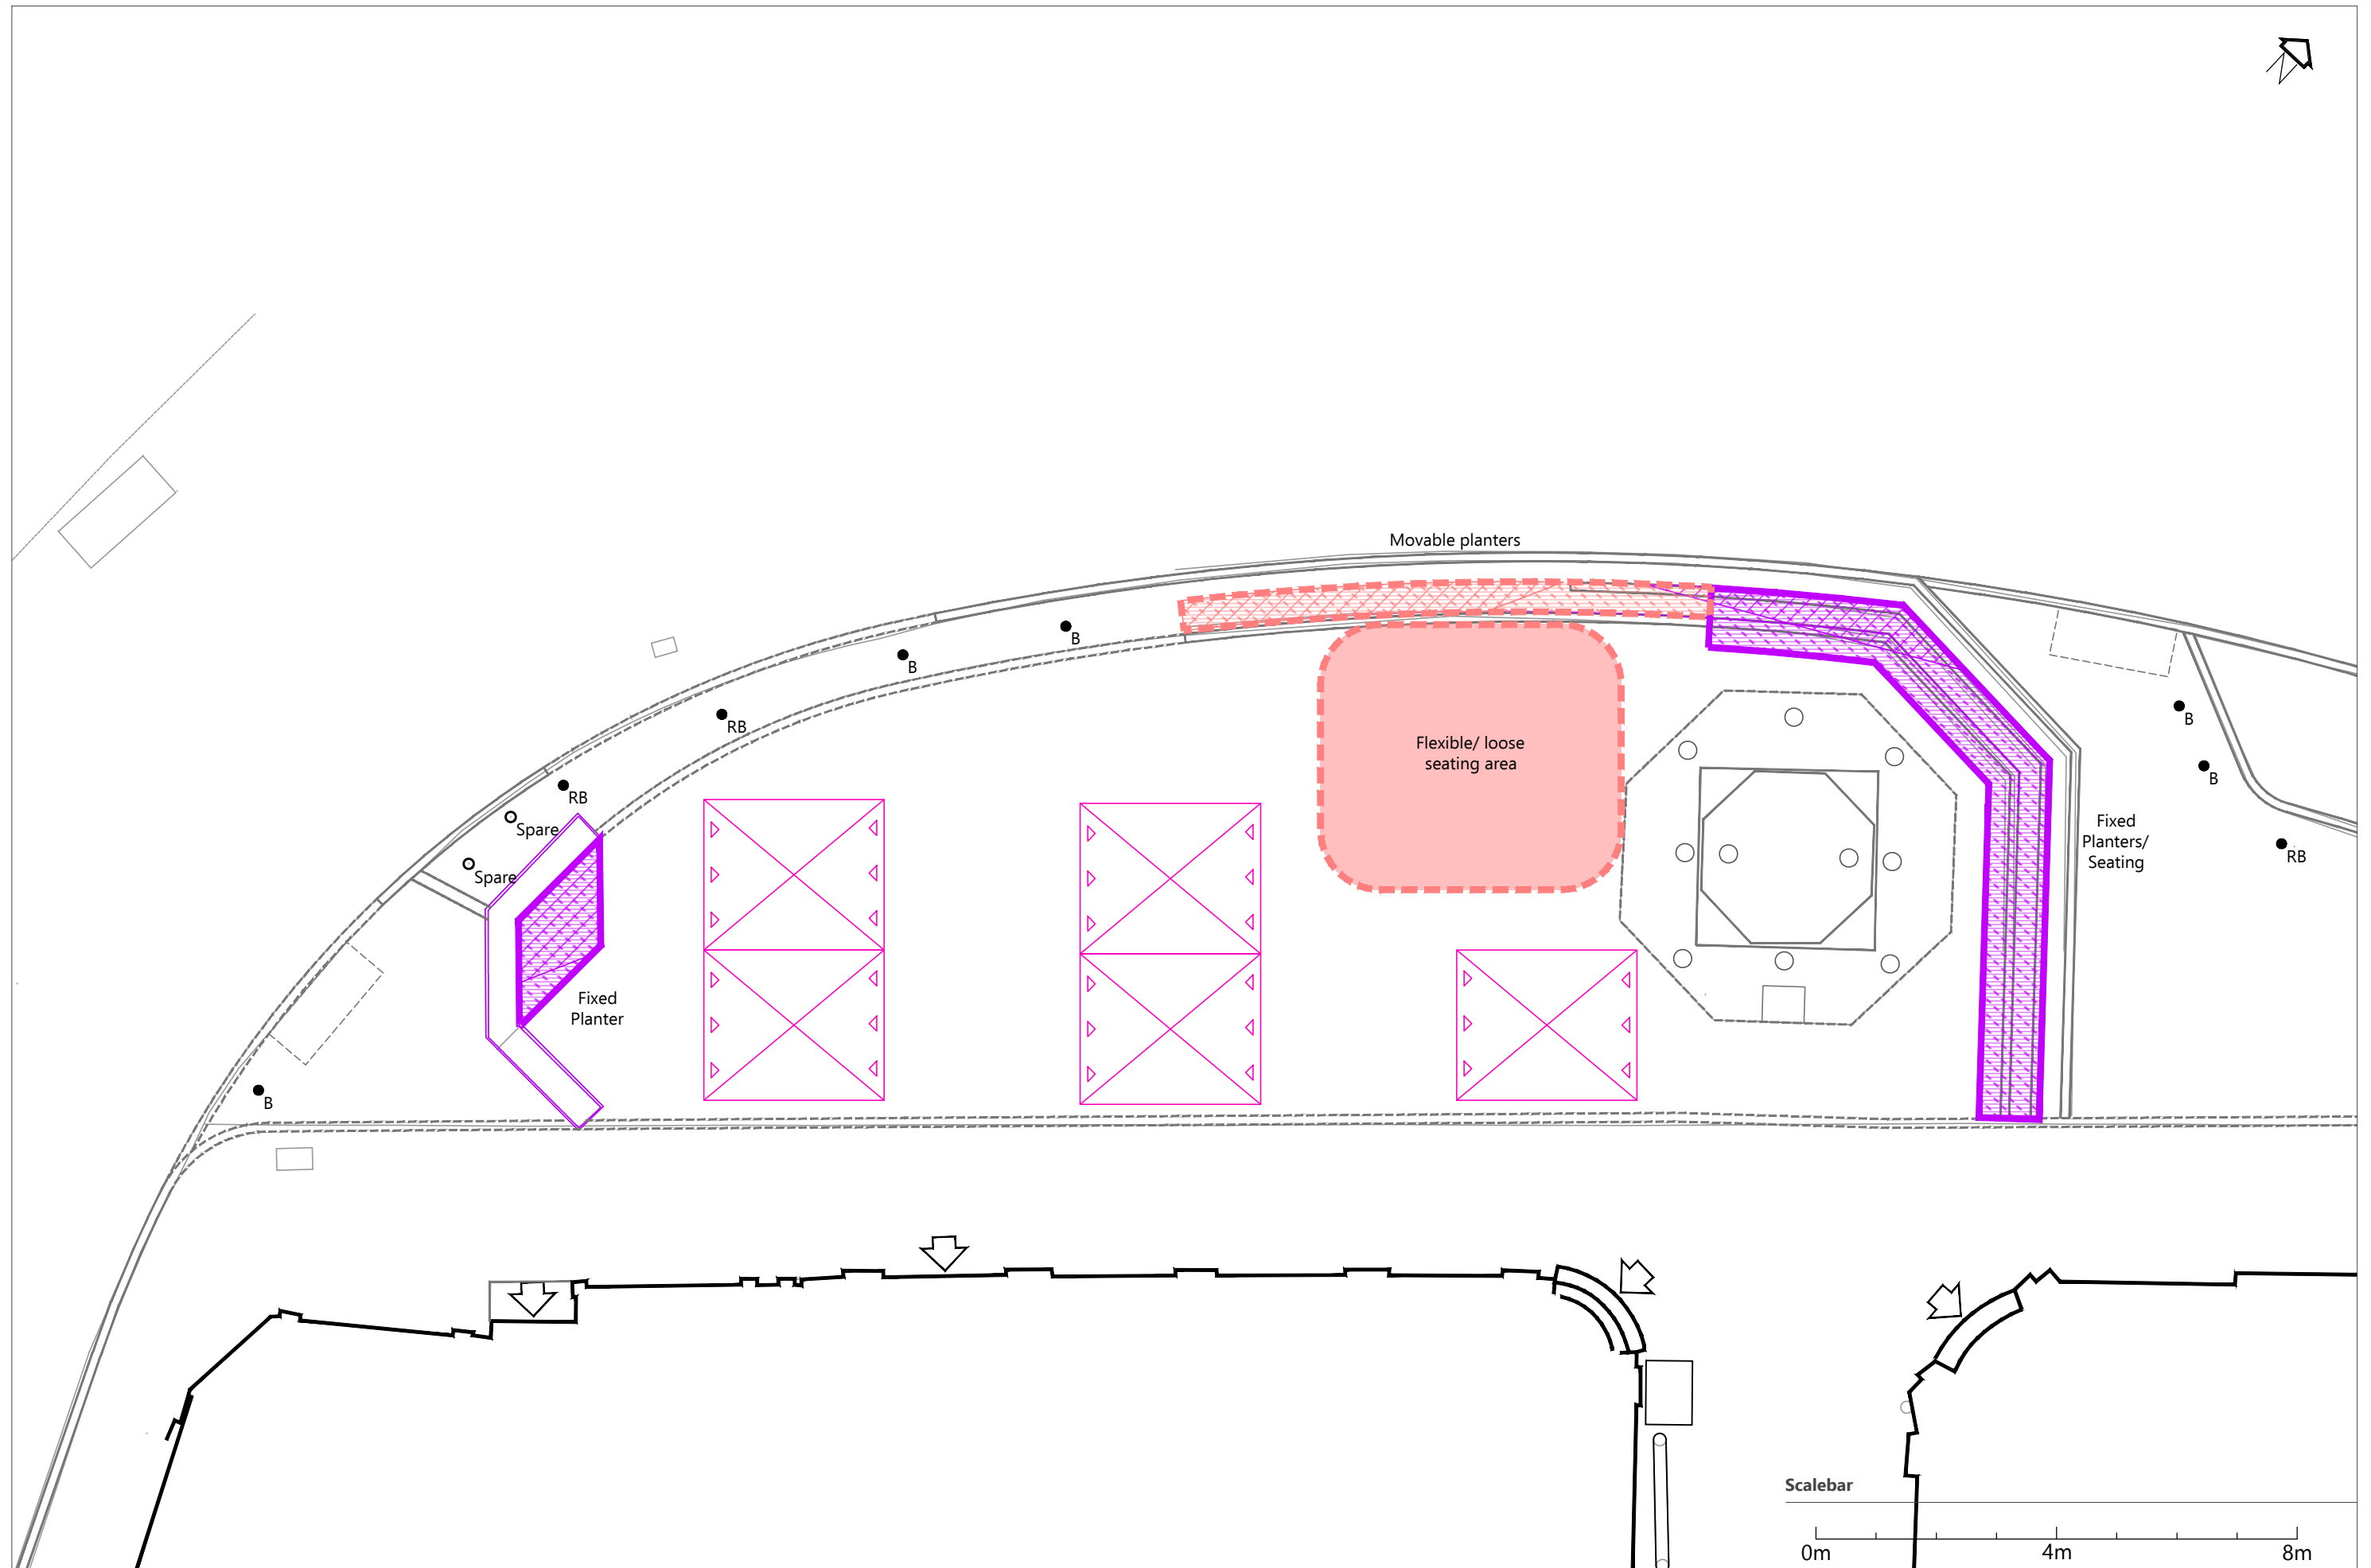 Movable planters
B
B
RB
RB
Spare
Spare
B
B
RB
Flexible/ loose
seating area
Fixed
Planters/
Seating
Fixed
Planter
B
Scalebar
0m
4m
8m